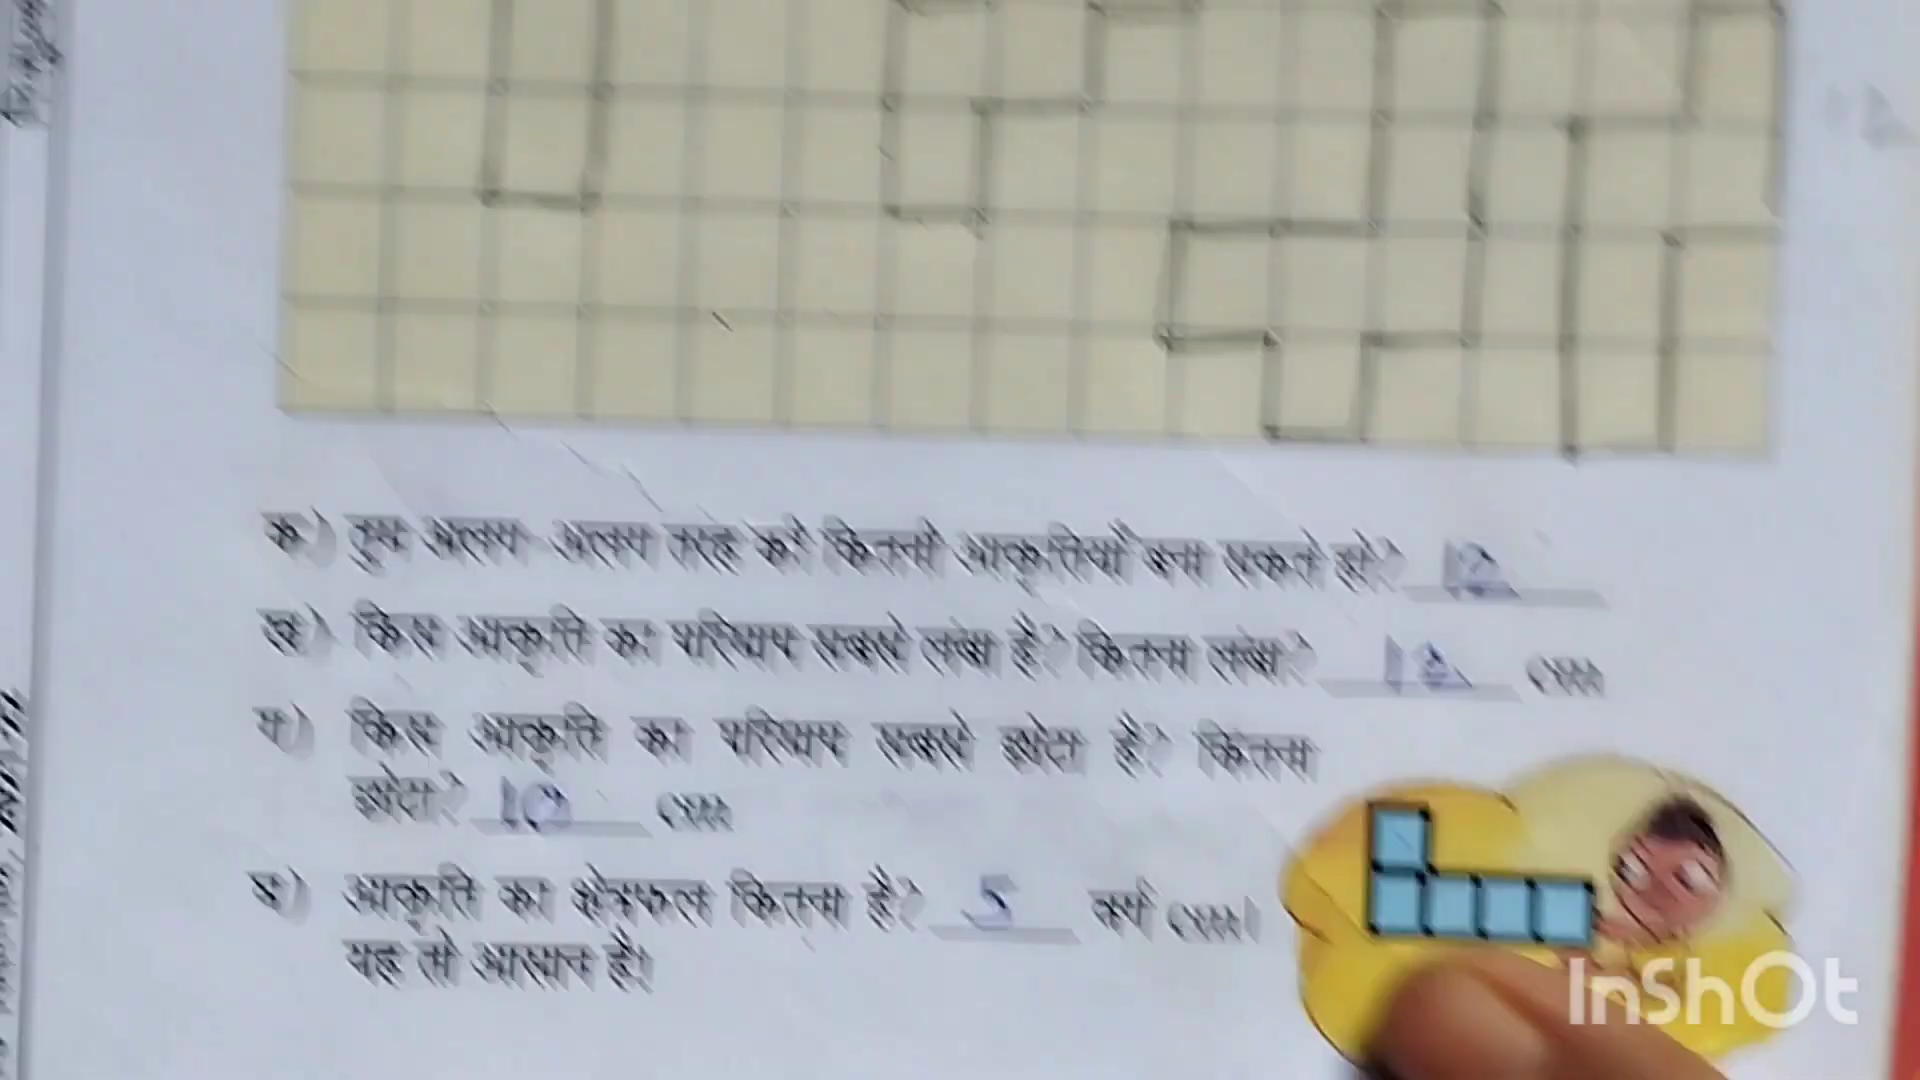 क) तुम अलग-अलग तरह की कितनी आकृतियाँ बना सकते हो? 12
ख) किस आकृति का परिमाप सबसे लंबा है? कितना लंबा? 12 cm
ग) किस आकृति का परिमाप सबसे छोटा है? कितना
छोटा? 10 cm
घ) आकृति का क्षेत्रफल कितना है? 5 वर्ग cm।
यह तो आसान है।
InShOt